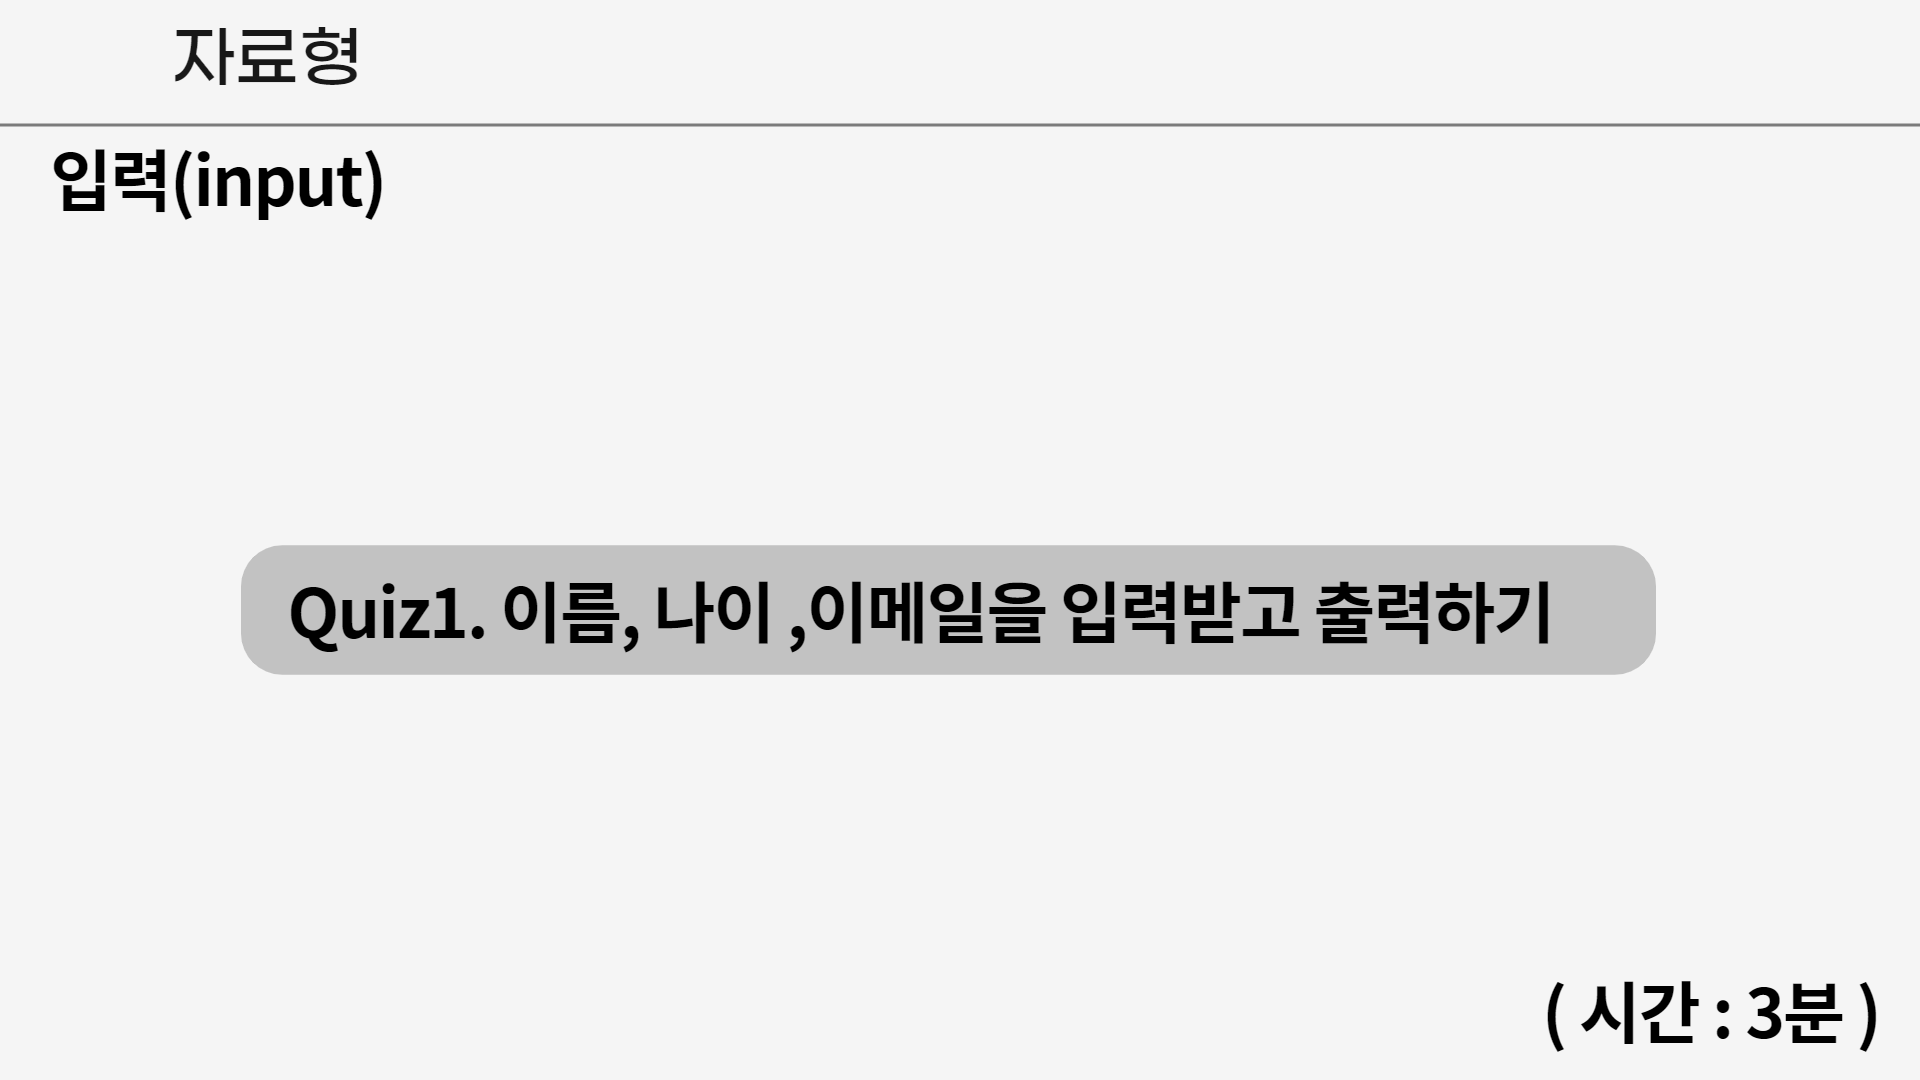 자료형
입력(input)
Quiz1. 이름, 나이 ,이메일을 입력받고 출력하기
( 시간 : 3분 )